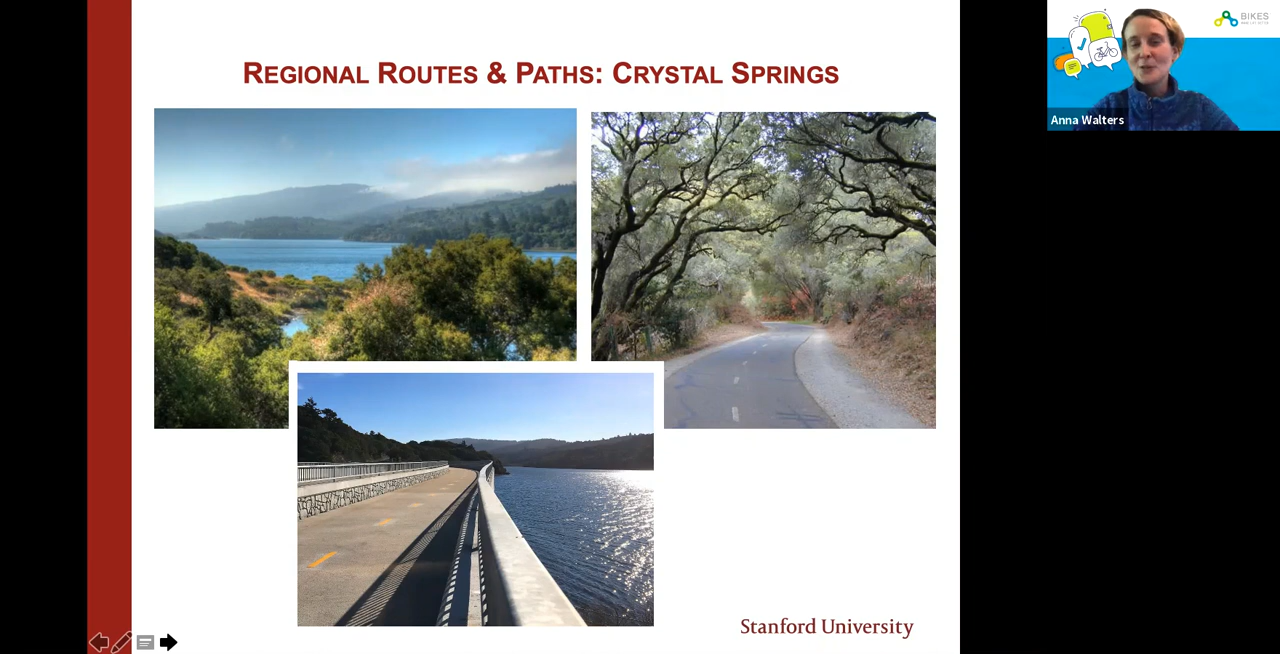 REGIONAL ROUTES & PATHS: CRYSTAL SPRINGS
BIKES
Anna Walters
Stanford University